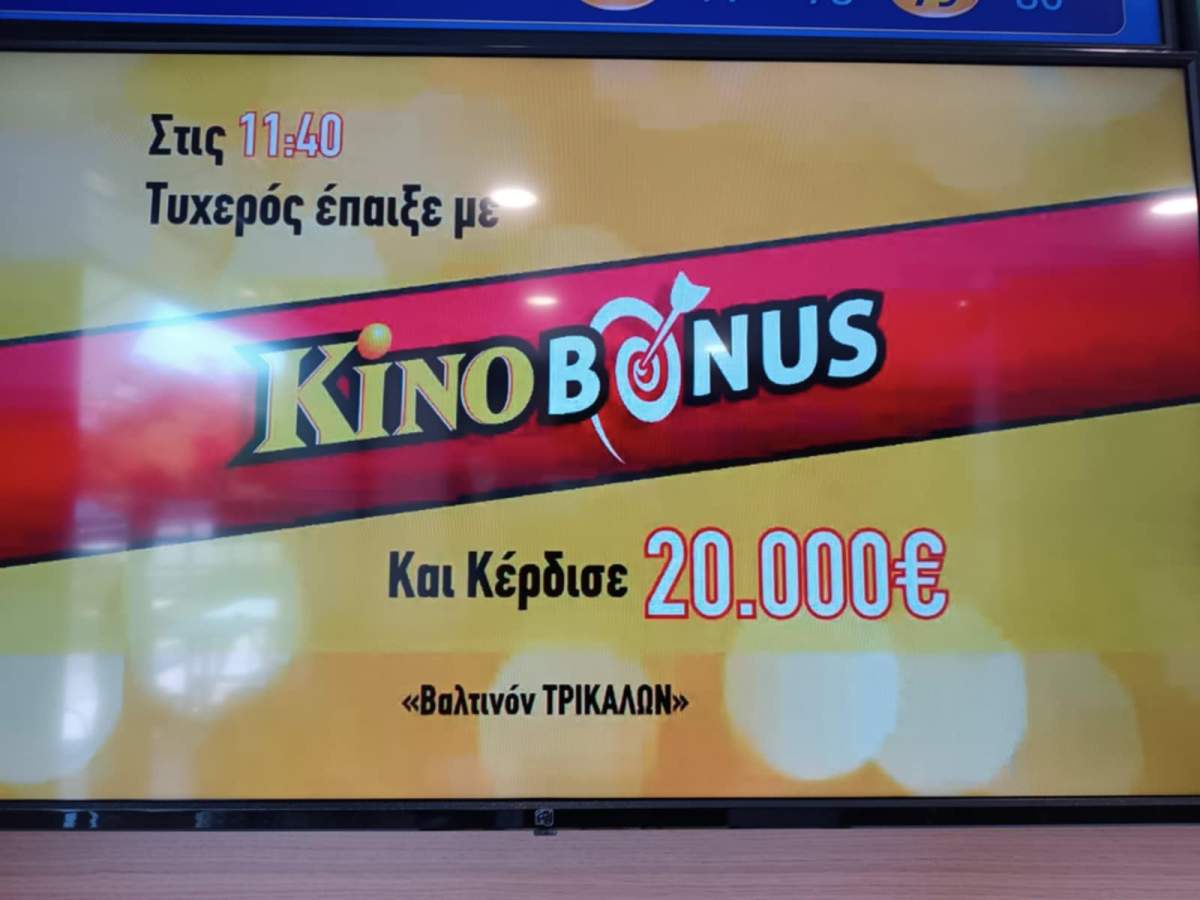 Στις 11:40
Τυχερός έπαιξε με
KINO BONUS
Και Κέρδισε 20.000€
«Βαλτινόν ΤΡΙΚΑΛΩΝ»